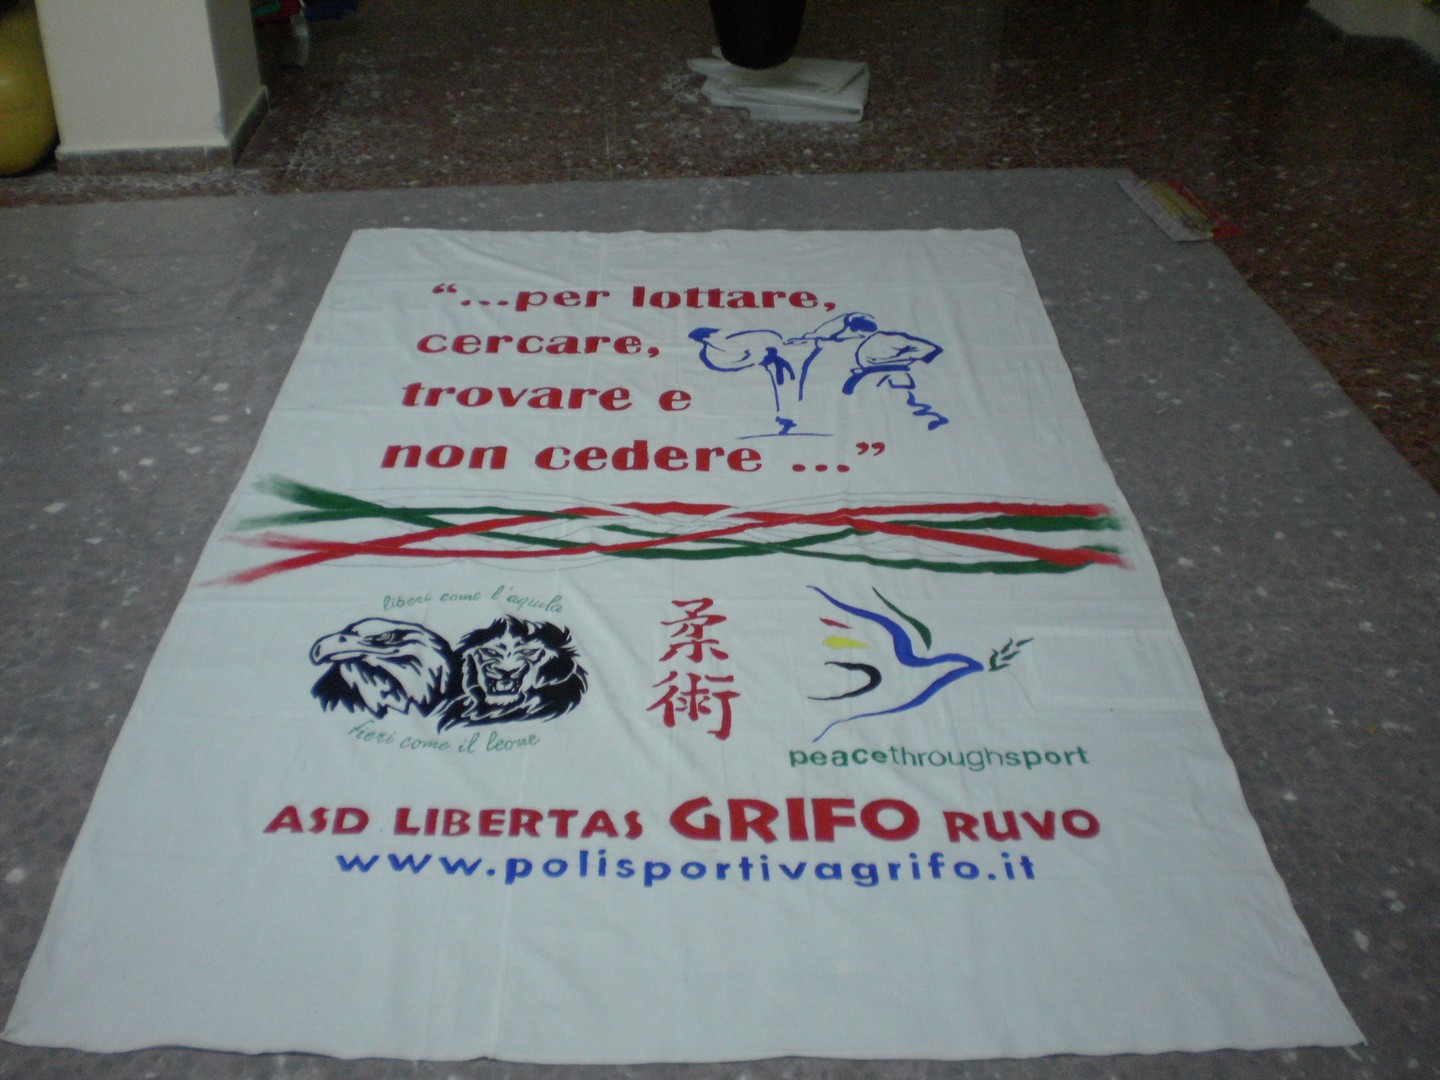 “...per lottare,
cercare,
trovare e
non cedere ...”
liberi come l'aquila
fieri come il leone
柔
術
peacethroughsport
ASD LIBERTAS GRIFO RUVO
www.polisportivagrifo.it